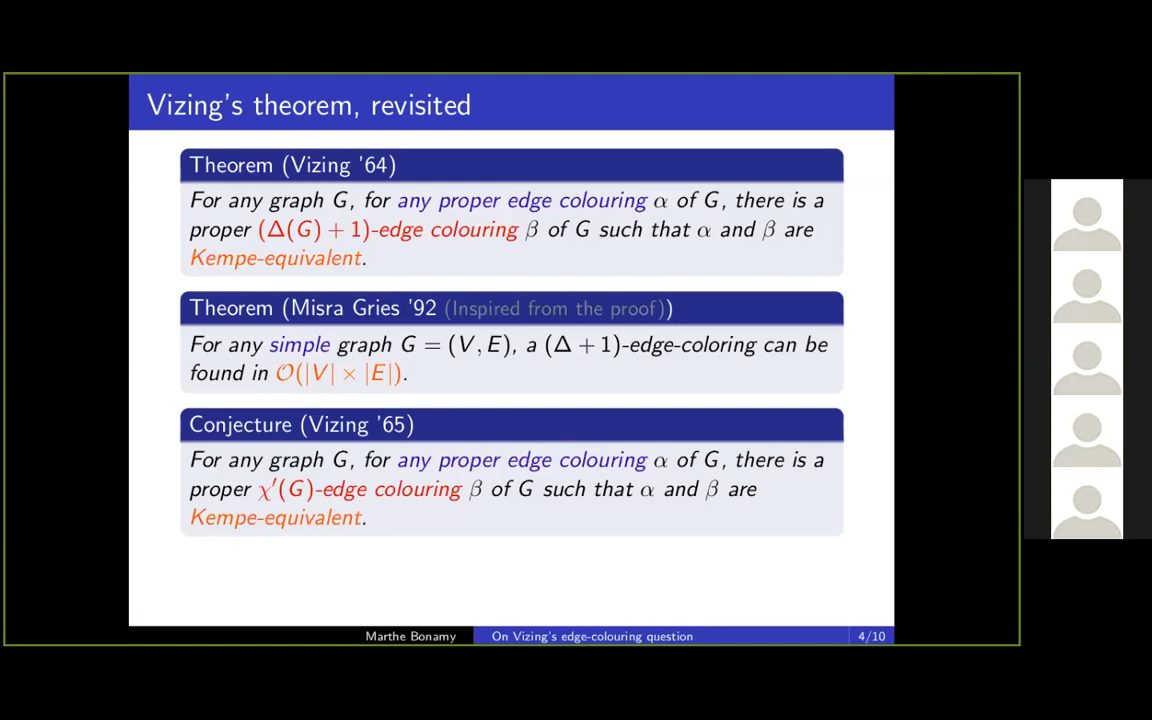 Vizing's theorem, revisited
Theorem (Vizing '64)
For any graph G, for any proper edge colouring α of G, there is a
proper (Δ(G) + 1)-edge colouring β of G such that α and β are
Kempe-equivalent.
Theorem (Misra Gries '92 (Inspired from the proof))
For any simple graph G = (V, E), a (Δ + 1)-edge-coloring can be
found in 𝒪(|V| × |E|).
Conjecture (Vizing '65)
For any graph G, for any proper edge colouring α of G, there is a
proper χ′(G)-edge colouring β of G such that α and β are
Kempe-equivalent.
Marthe Bonamy On Vizing's edge-colouring question 4/10